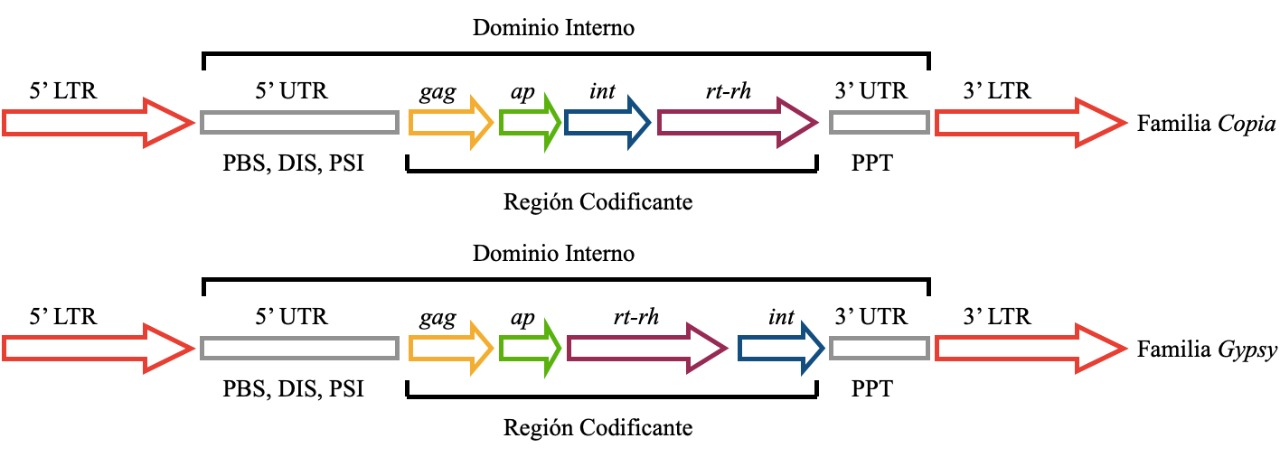 Dominio Interno
5’ LTR 5’ UTR gag ap int rt-rh 3’ UTR 3’ LTR
Familia Copia
PBS, DIS, PSI PPT
Región Codificante
Dominio Interno
5’ LTR 5’ UTR gag ap rt-rh int 3’ UTR 3’ LTR
Familia Gypsy
PBS, DIS, PSI PPT
Región Codificante